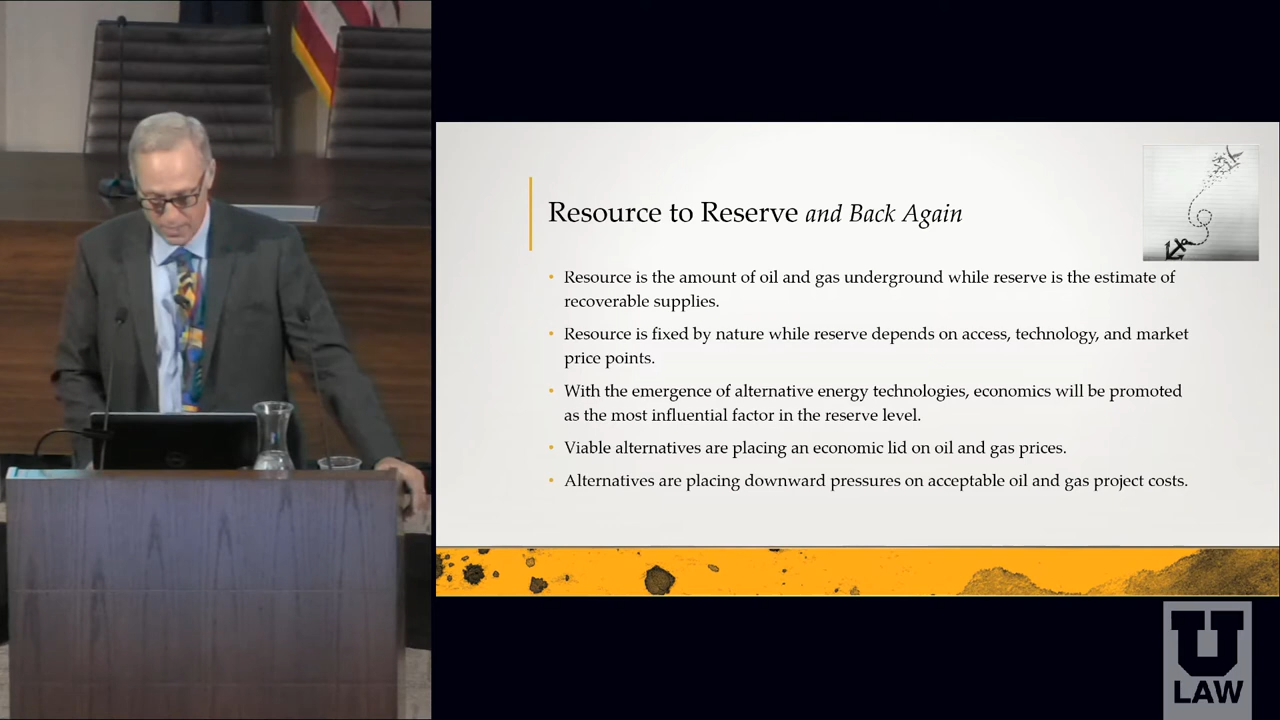 Resource to Reserve and Back Again
• Resource is the amount of oil and gas underground while reserve is the estimate of
recoverable supplies.
• Resource is fixed by nature while reserve depends on access, technology, and market
price points.
• With the emergence of alternative energy technologies, economics will be promoted
as the most influential factor in the reserve level.
• Viable alternatives are placing an economic lid on oil and gas prices.
• Alternatives are placing downward pressures on acceptable oil and gas project costs.
U
LAW